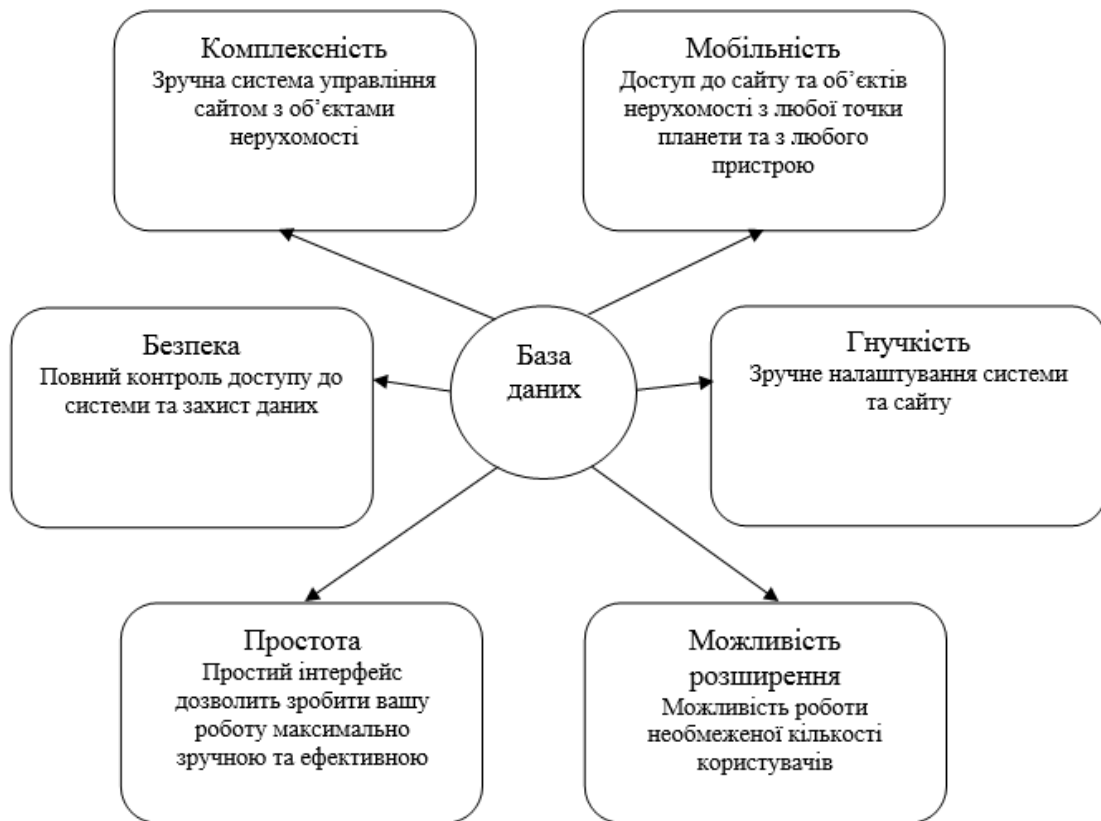 Комплексність
Зручна система управління
сайтом з об’єктами
нерухомості
Мобільність
Доступ до сайту та об’єктів
нерухомості з любої точки
планети та з любого
пристрою
Безпека
Повний контроль доступу до
системи та захист даних
База
даних
Гнучкість
Зручне налаштування системи
та сайту
Простота
Простий інтерфейс
дозволить зробити вашу
роботу максимально
зручною та ефективною
Можливість
розширення
Можливість роботи
необмеженої кількості
користувачів